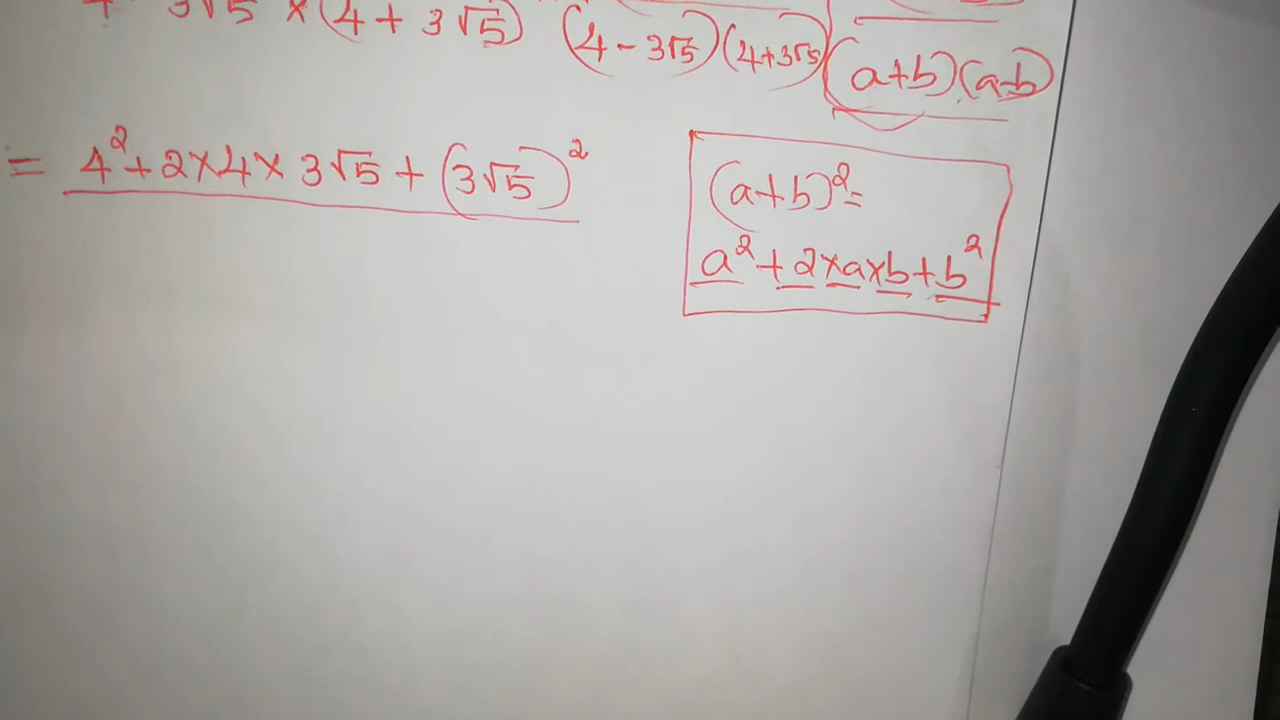 3√5 × (4 + 3√5) (4 - 3√5)(4+3√5) (a+b)(a-b)
= 4² + 2×4× 3√5 + (3√5)²
(a+b)² =
a² + 2×a×b + b²